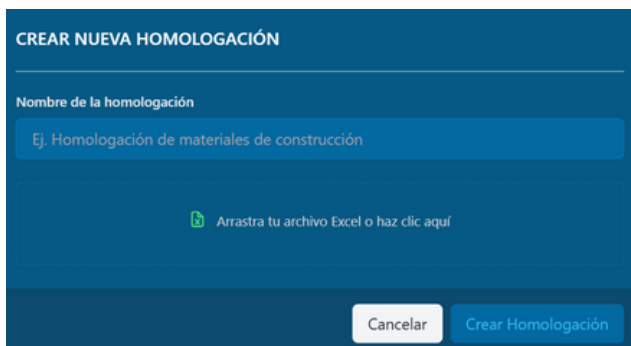 CREAR NUEVA HOMOLOGACIÓN
Nombre de la homologación
Ej. Homologación de materiales de construcción
Arrastra tu archivo Excel o haz clic aquí
Cancelar
Crear Homologación